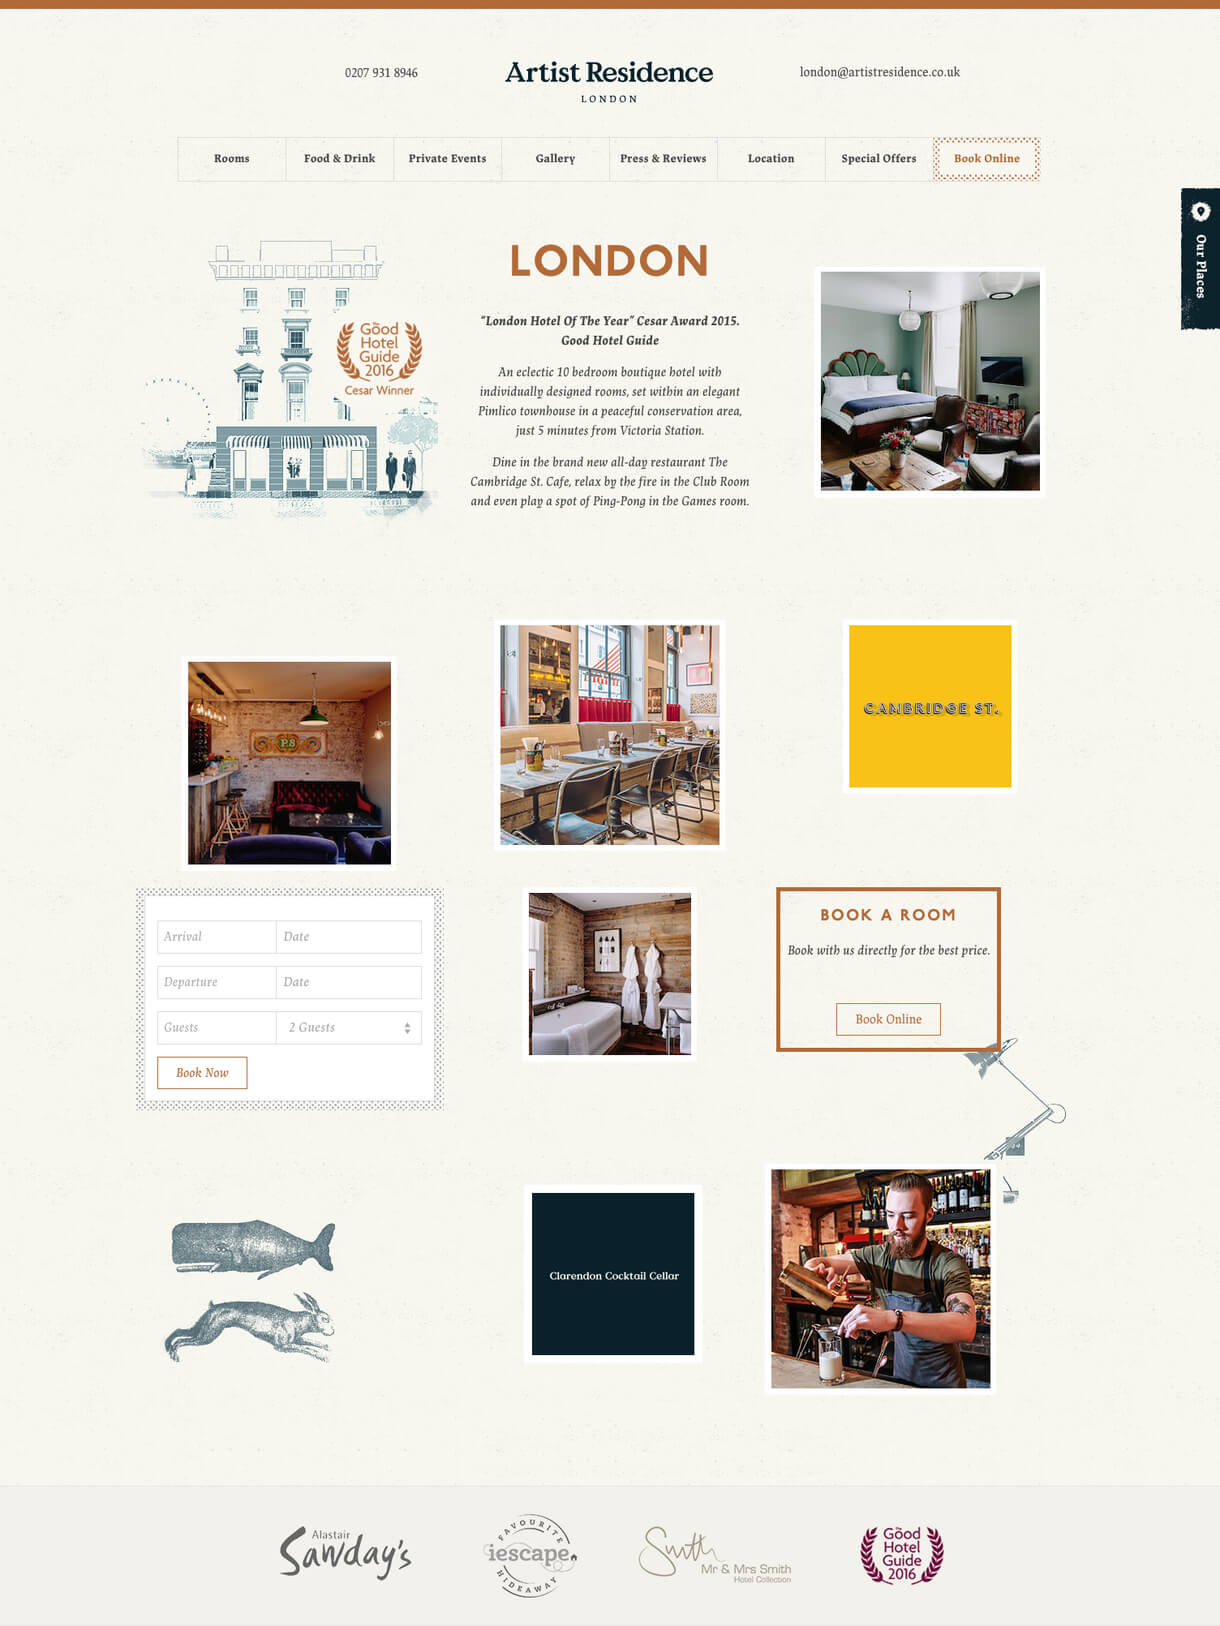 0207 931 8946
Artist Residence
LONDON
london@artistresidence.co.uk
Rooms
Food & Drink
Private Events
Gallery
Press & Reviews
Location
Special Offers
Book Online
Our Places
The
Good
Hotel
Guide
2016
Cesar Winner
LONDON
“London Hotel Of The Year” Cesar Award 2015.
Good Hotel Guide
An eclectic 10 bedroom boutique hotel with
individually designed rooms, set within an elegant
Pimlico townhouse in a peaceful conservation area,
just 5 minutes from Victoria Station.
Dine in the brand new all-day restaurant The
Cambridge St. Cafe, relax by the fire in the Club Room
and even play a spot of Ping-Pong in the Games room.
CAMBRIDGE ST.
Arrival
Date
Departure
Date
Guests
2 Guests
Book Now
BOOK A ROOM
Book with us directly for the best price.
Book Online
Clarendon Cocktail Cellar
Alastair
Sawday's
FAVOURITE
iescape
HIDEAWAY
Smith
Mr & Mrs Smith
Hotel Collection
The
Good
Hotel
Guide
2016